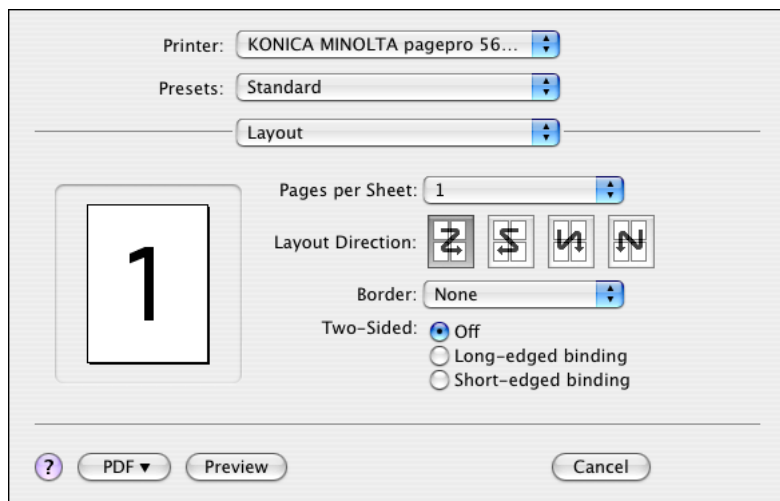 Printer: KONICA MINOLTA pagepro 56...
Presets: Standard
Layout
Pages per Sheet: 1
1
Layout Direction:
Border: None
Two-Sided: Off
Long-edged binding
Short-edged binding
? PDF▼ Preview Cancel